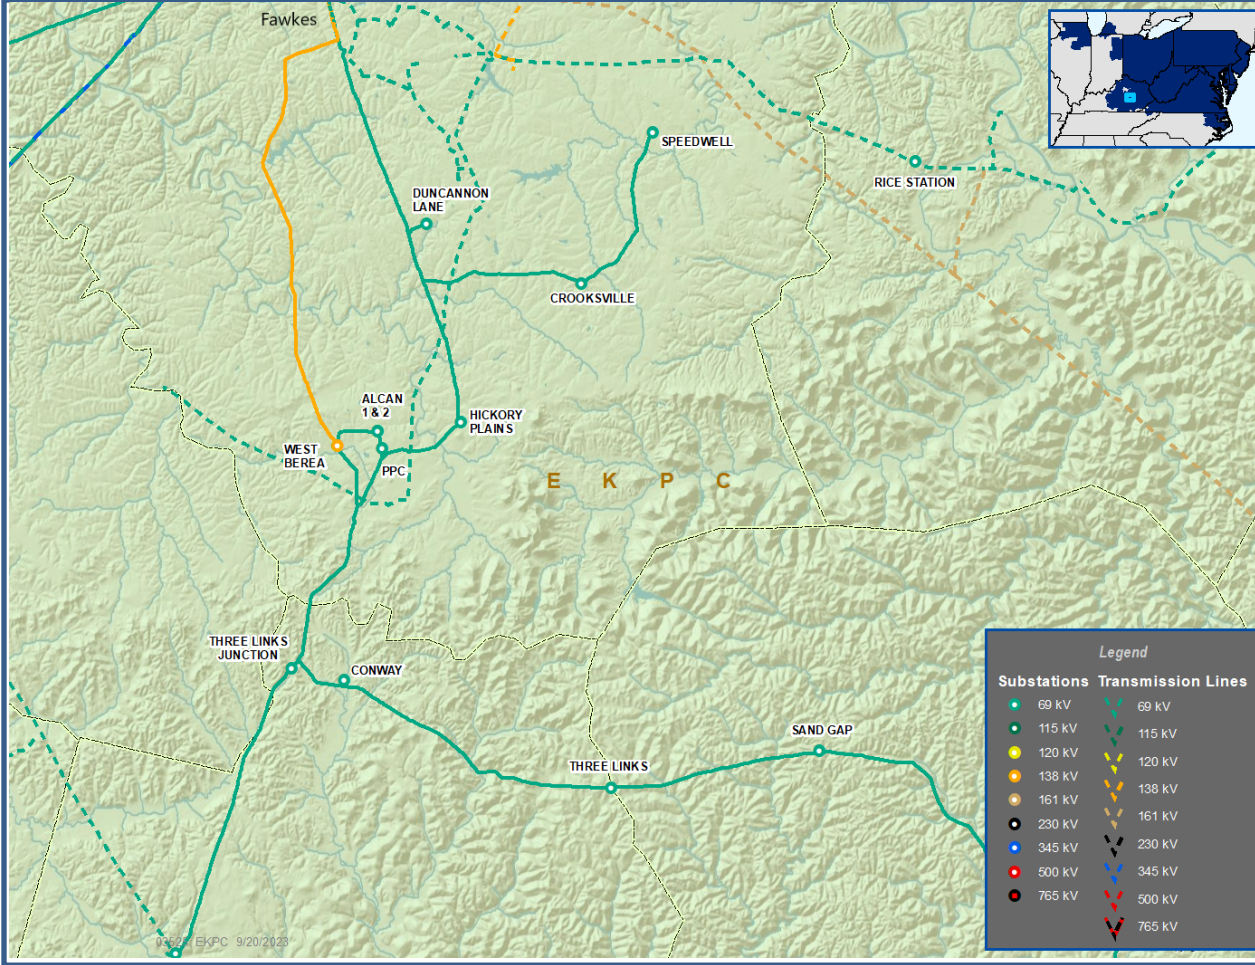 Fawkes
SPEEDWELL
RICE STATION
DUNCANNON
LANE
CROOKSVILLE
ALCAN
1 & 2
HICKORY
PLAINS
WEST
BEREA
PPC
E K P C
THREE LINKS
JUNCTION
CONWAY
SAND GAP
THREE LINKS
Legend
Substations Transmission Lines
69 kV 69 kV
115 kV 115 kV
120 kV 120 kV
138 kV 138 kV
161 kV 161 kV
230 kV 230 kV
345 kV 345 kV
500 kV 500 kV
765 kV 765 kV
EKPC 9/20/2023